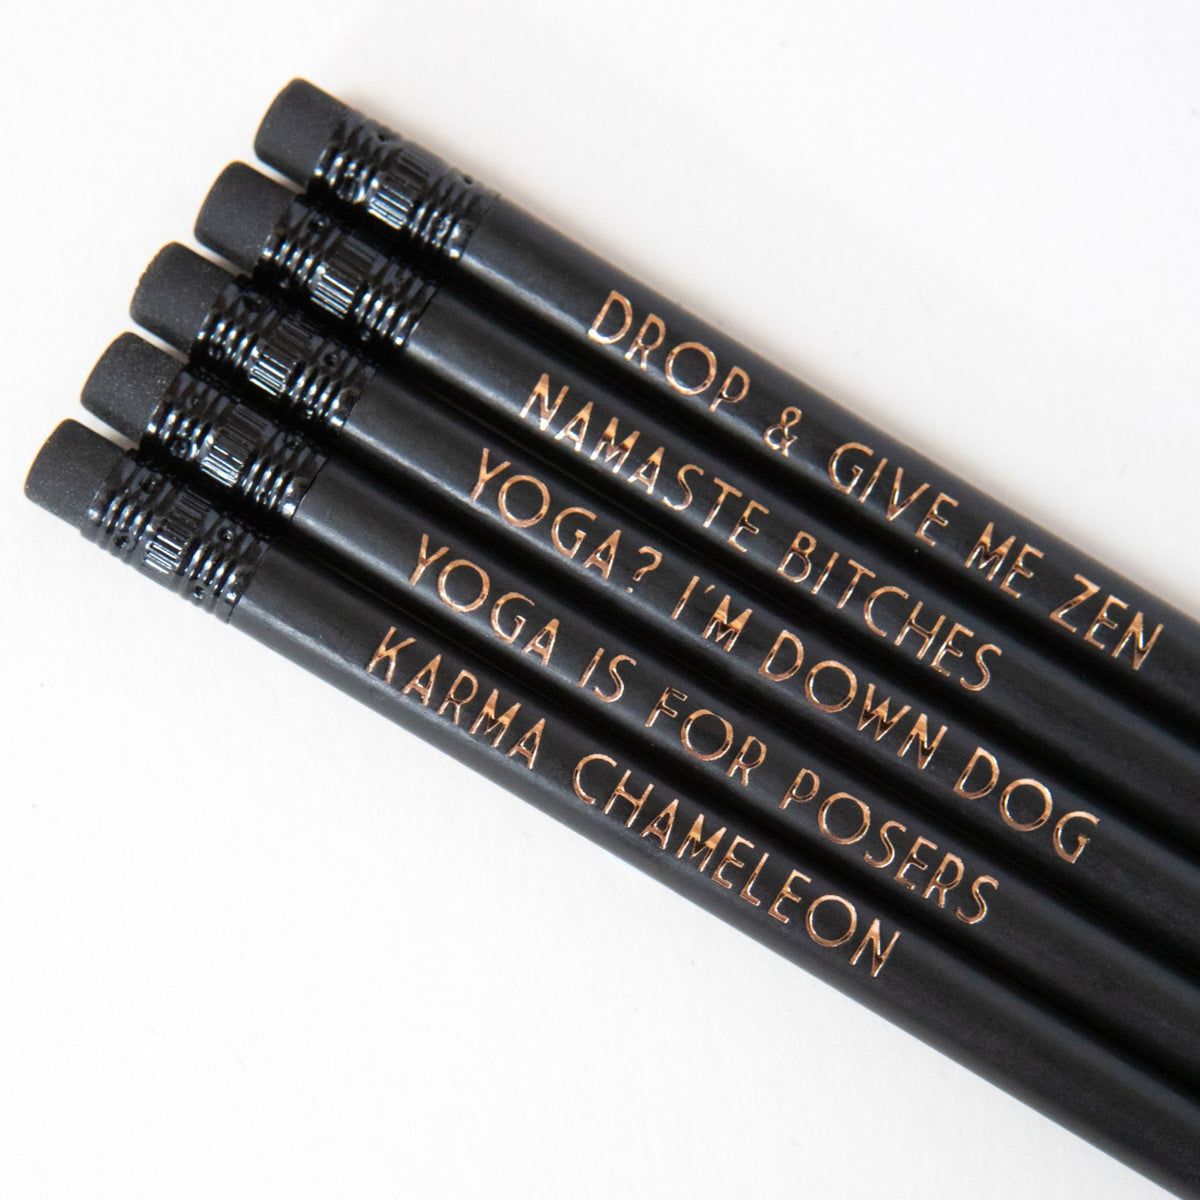 DROP & GIVE ME ZEN
NAMASTE BITCHES
YOGA? I'M DOWN DOG
YOGA IS FOR POSERS
KARMA CHAMELEON